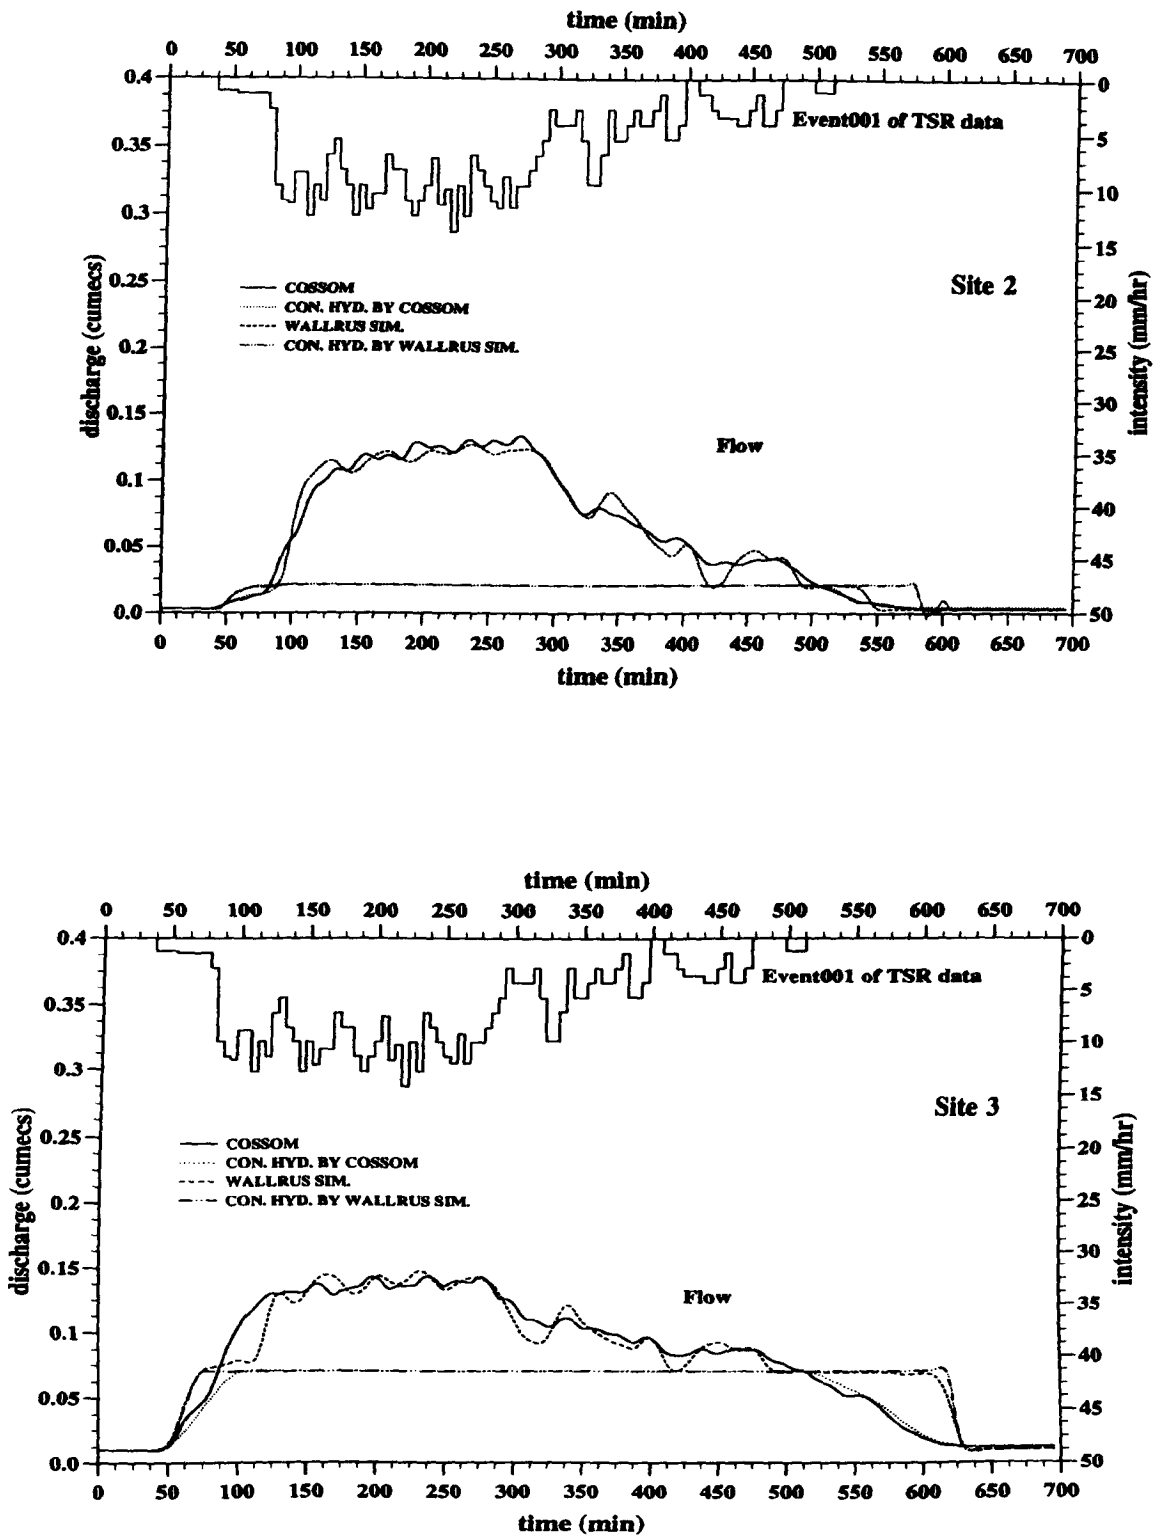 time (min)
0 50 100 150 200 250 300 350 400 450 500 550 600 650 700
0.4 0
Event001 of TSR data
0.35 5
0.3 10
15
Site 2
0.25
COSSOM
20
CON. HYD. BY COSSOM
WALLRUS SIM.
0.2 CON. HYD. BY WALLRUS SIM. 25
discharge (cumecs)
intensity (mm/hr)
0.15 30
Flow
35
0.1
40
0.05 45
0.0 50
0 50 100 150 200 250 300 350 400 450 500 550 600 650 700
time (min)
time (min)
0 50 100 150 200 250 300 350 400 450 500 550 600 650 700
0.4 0
Event001 of TSR data
0.35 5
0.3 10
15
Site 3
0.25 COSSOM 20
CON. HYD. BY COSSOM
WALLRUS SIM.
0.2 CON. HYD. BY WALLRUS SIM. 25
discharge (cumecs)
intensity (mm/hr)
0.15 30
Flow
35
0.1
40
0.05 45
0.0 50
0 50 100 150 200 250 300 350 400 450 500 550 600 650 700
time (min)